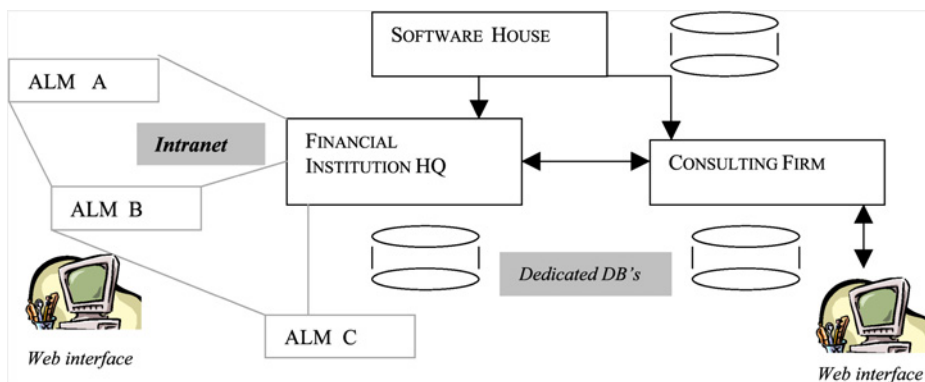 SOFTWARE HOUSE
ALM A
Intranet
FINANCIAL
INSTITUTION HQ
CONSULTING FIRM
ALM B
Dedicated DB's
ALM C
Web interface
Web interface